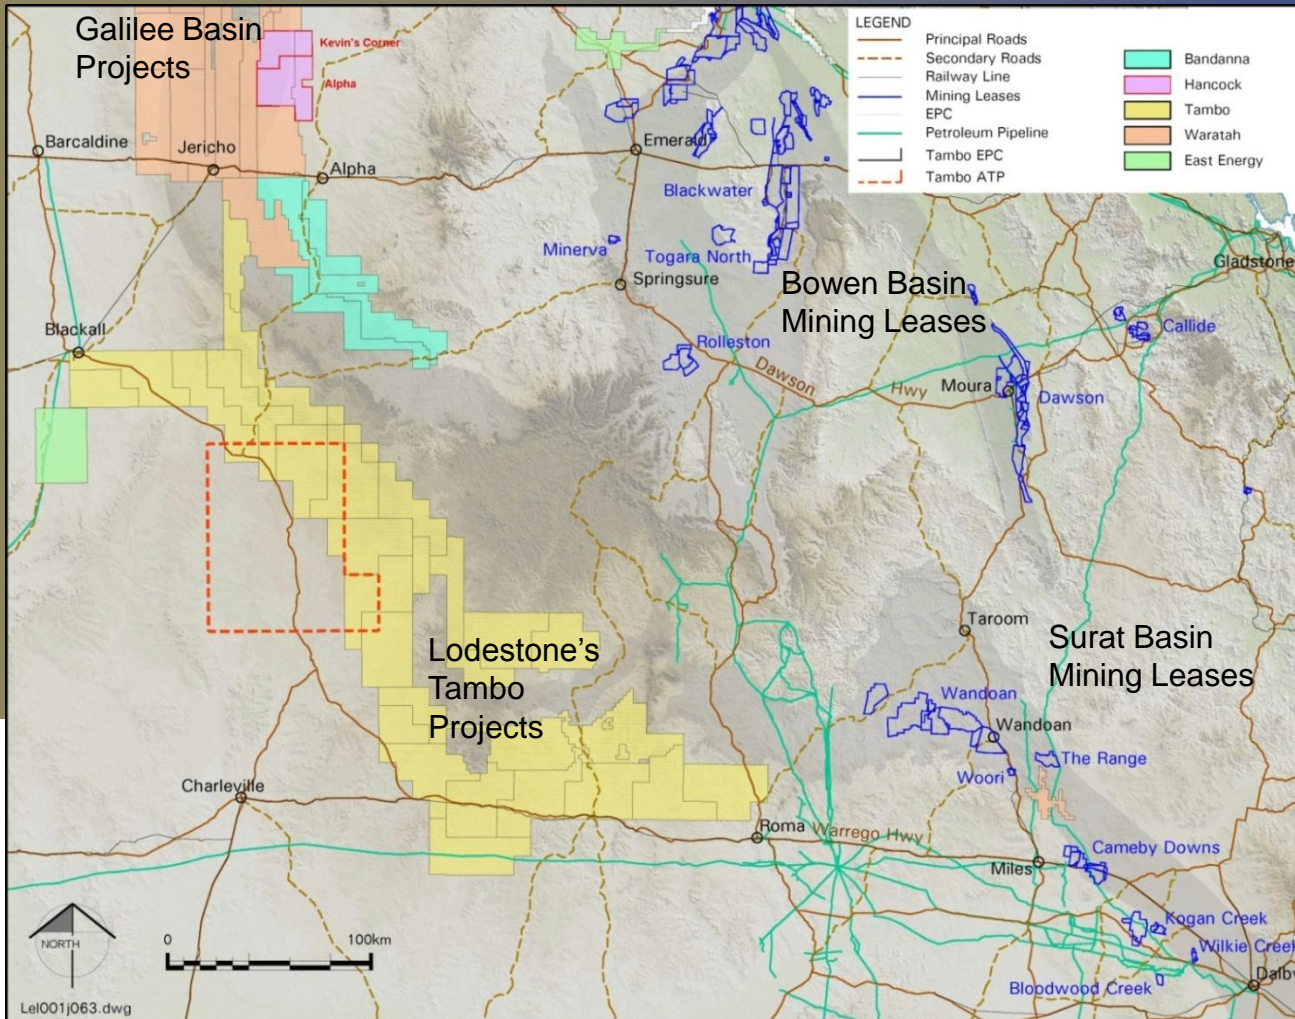 Galilee Basin
Projects
Kevin's Corner
Alpha
LEGEND
Principal Roads
Secondary Roads
Railway Line
Mining Leases
EPC
Petroleum Pipeline
Tambo EPC
Tambo ATP
Bandanna
Hancock
Tambo
Waratah
East Energy
Barcaldine
Jericho
Alpha
Emerald
Blackwater
Minerva
Togara North
Springsure
Bowen Basin
Mining Leases
Gladstone
Blackall
Rolleston
Callide
Dawson
Hwy
Moura
Dawson
Taroom
Lodestone's
Tambo
Projects
Surat Basin
Mining Leases
Wandoan
Wandoan
The Range
Woori
Charleville
Roma
Warrego Hwy
Cameby Downs
Miles
Kogan Creek
Wilkie Creek
Bloodwood Creek
Dalby
NORTH
0
100km
Lel001j063.dwg